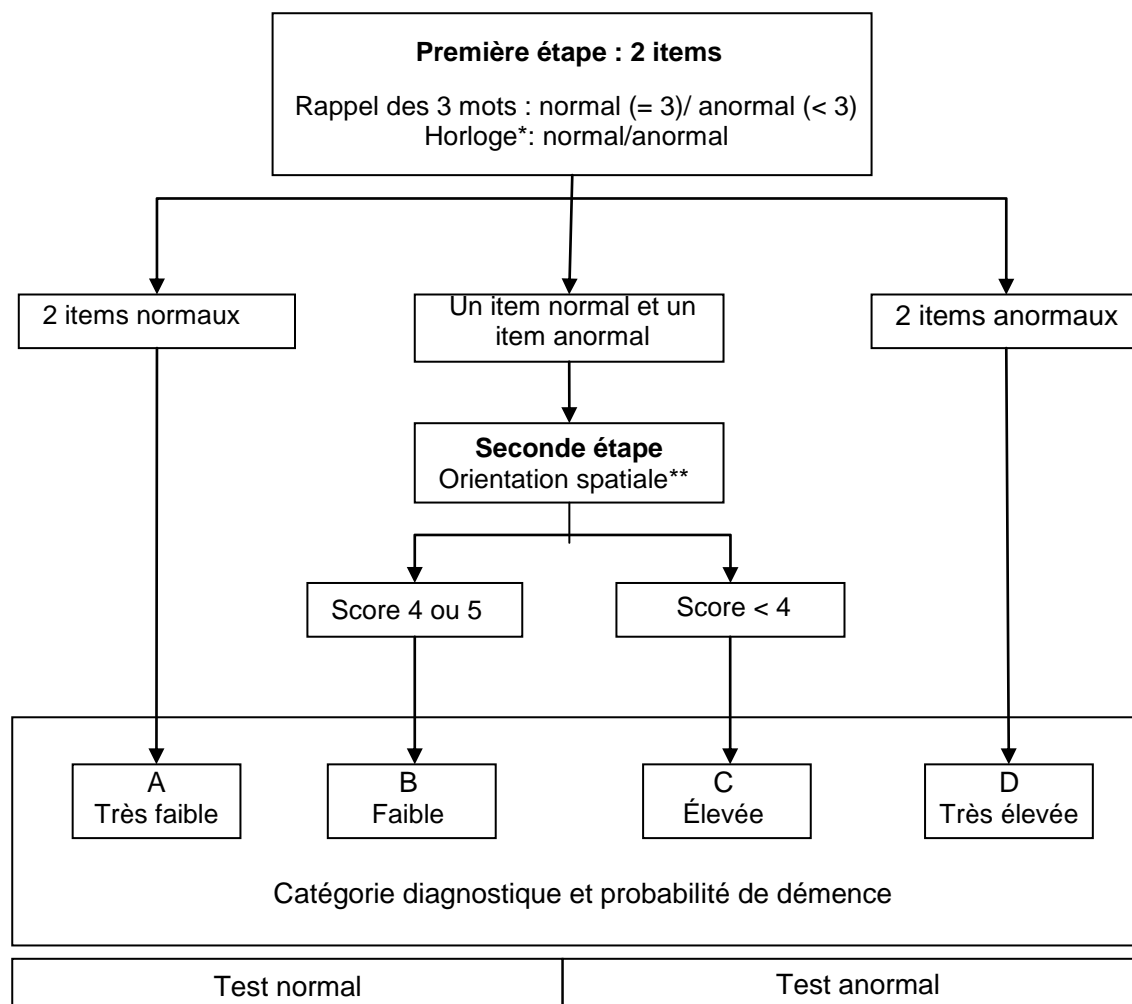 Première étape : 2 items
Rappel des 3 mots : normal (= 3)/ anormal (< 3)
Horloge*: normal/anormal
2 items normaux
Un item normal et un
item anormal
2 items anormaux
Seconde étape
Orientation spatiale**
Score 4 ou 5
Score < 4
A
Très faible
B
Faible
C
Élevée
D
Très élevée
Catégorie diagnostique et probabilité de démence
Test normal
Test anormal